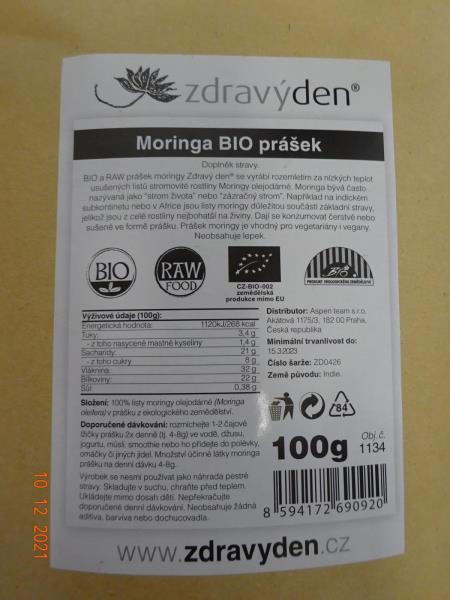 zdravýden®
Moringa BIO prášek
Doplněk stravy.
BIO a RAW prášek moringy Zdravý den® se vyrábí rozemletím za nízkých teplot
usušených listů stromovité rostliny Moringy olejodárné. Moringa bývá často
nazývaná jako "strom života" nebo "zázračný strom". Například na indickém
subkontinetu nebo v Africe jsou listy moringy důležitou součástí základní stravy,
jelikož jsou z celé rostliny nejbohatší na živiny. Dají se konzumovat čerstvé nebo
sušené ve formě prášku. Prášek moringy je vhodný pro vegetariány i vegany.
Neobsahuje lepek.
BIO
RAW
FOOD
CZ-BIO-002
zemědělská
produkce mimo EU
BIO
PRODUKT EKOLOGICKÉHO ZEMĚDĚLSTVÍ
Výživové údaje (100g):
Energetická hodnota: 1120kJ/268 kcal
Tuky: 3,4 g
- z toho nasycené mastné kyseliny 1,4 g
Sacharidy: 21 g
- z toho cukry 8 g
Vláknina: 32 g
Bílkoviny: 22 g
Sůl: 0,38 g
Distributor: Aspen team s r.o.
Akátová 1175/3, 182 00 Praha,
Česká republika
Minimální trvanlivost do:
15.3.2023
Číslo šarže: ZD0426
Země původu: Indie.
Složení: 100% listy moringy olejodárné (Moringa
oleifera) v prášku z ekologického zemědělství.
Doporučené dávkování: rozmíchejte 1-2 čajové
lžičky prášku 2x denně (tj. 4-8g) ve vodě, džusu,
jogurtu, müsli, smoothie nebo ho přidejte do polévky,
omáčky či jiných jídel. Množství účinné látky moringa
prášku na denní dávku 4-8g.
Výrobek se nesmí používat jako náhrada pestré
stravy. Skladujte v suchu, chraňte před teplem.
Ukládejte mimo dosah dětí. Nepřekračujte
doporučené denní dávkování. Neobsahuje žádná
aditiva, barviva nebo dochucovadla.
84
100g
Obj. č.
1134
8 594172 690920
www.zdravyden.cz
10 12 2021